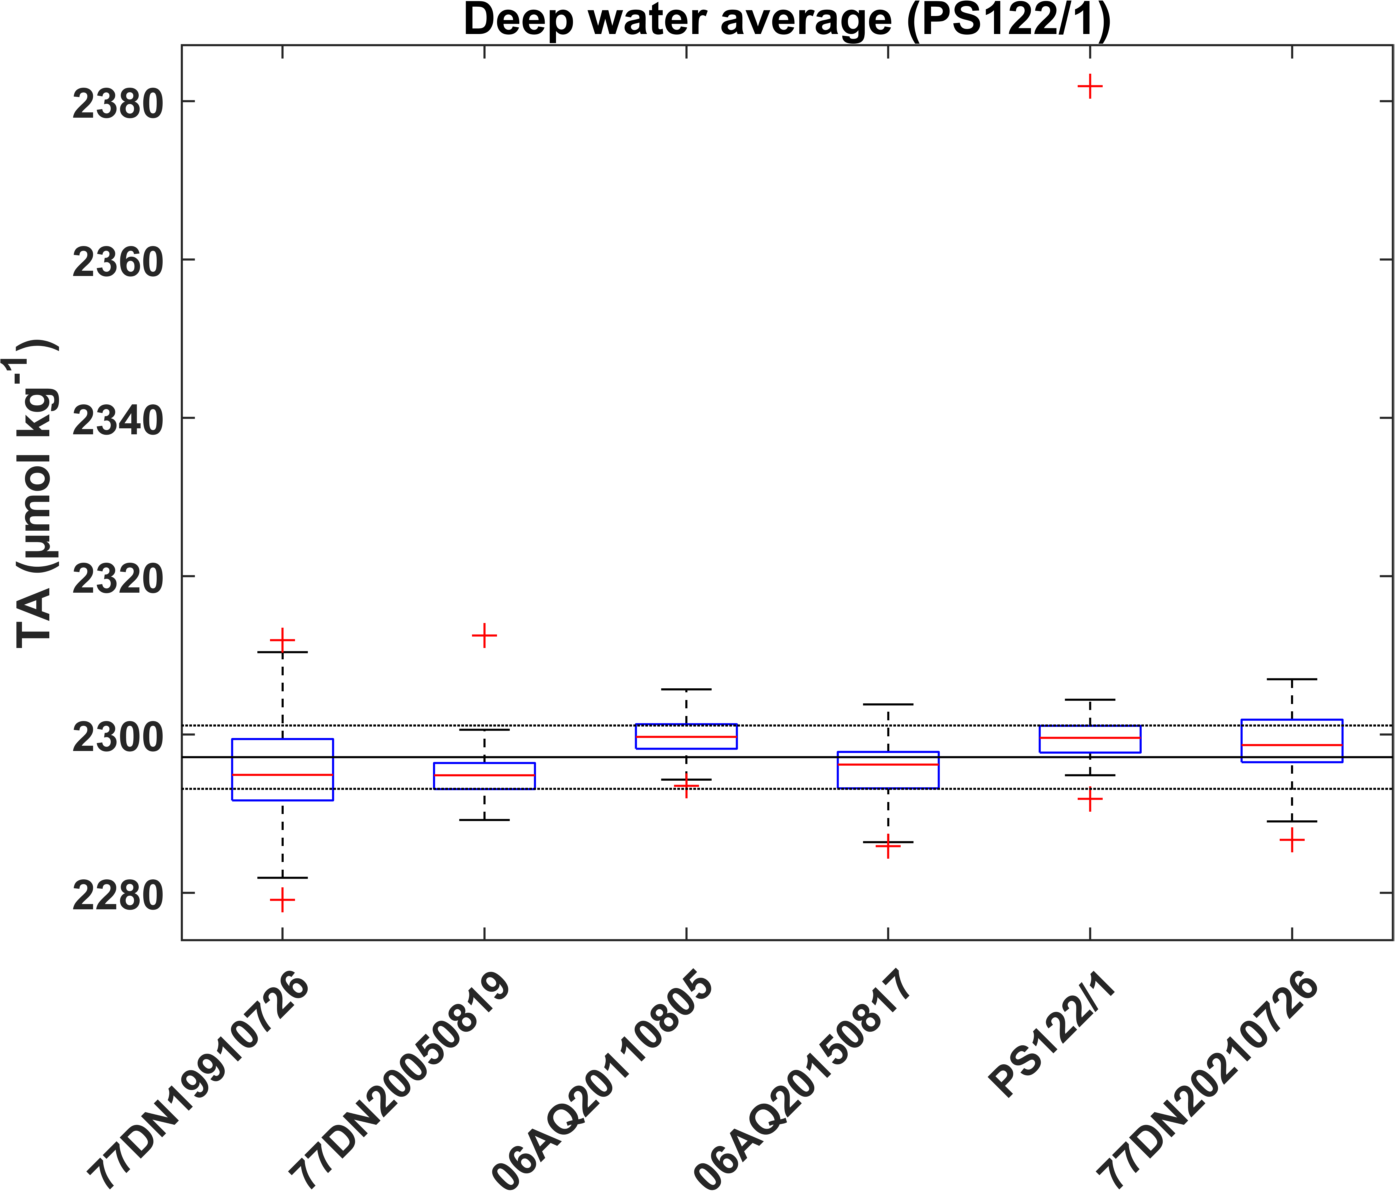 Deep water average (PS122/1)
TA (µmol kg⁻¹)
2380
2360
2340
2320
2300
2280
77DN19910726
77DN20050819
06AQ20110805
06AQ20150817
PS122/1
77DN20210726